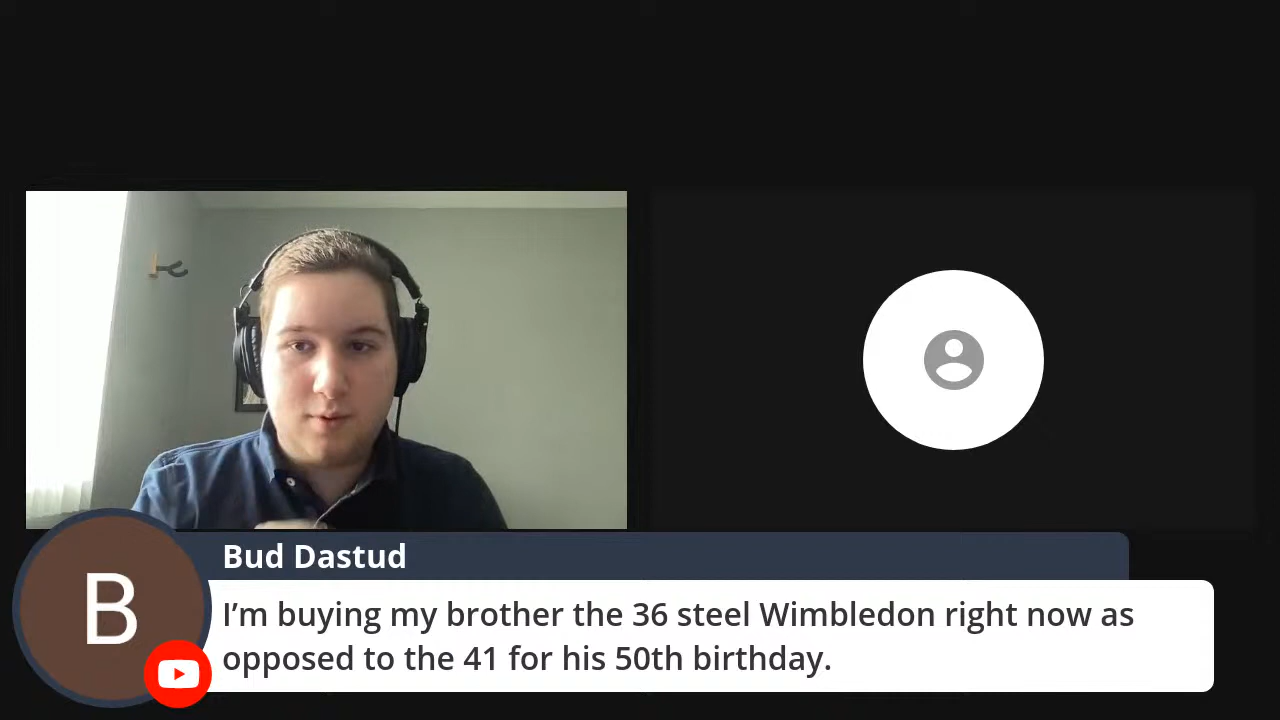 Bud Dastud
B
I’m buying my brother the 36 steel Wimbledon right now as
opposed to the 41 for his 50th birthday.